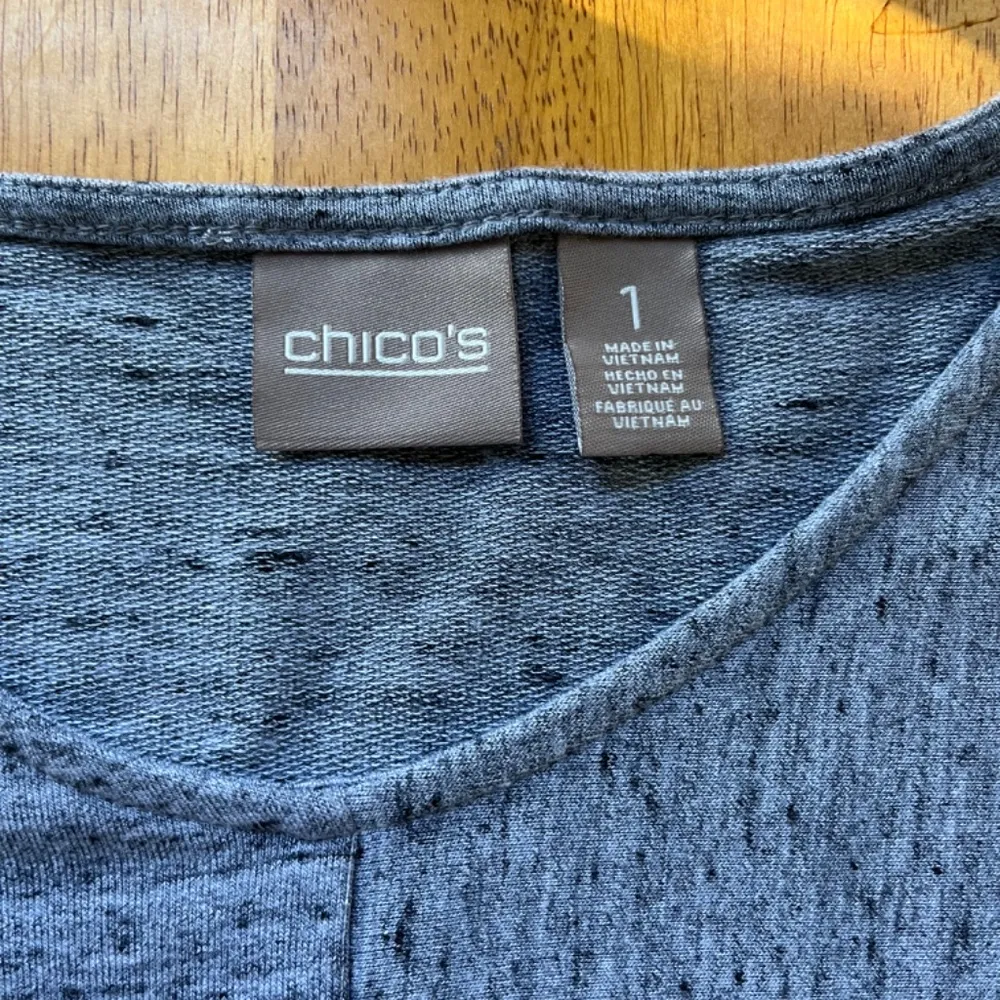 chico's
1
MADE IN
VIETNAM
HECHO EN
VIETNAM
FABRIQUÉ AU
VIETNAM